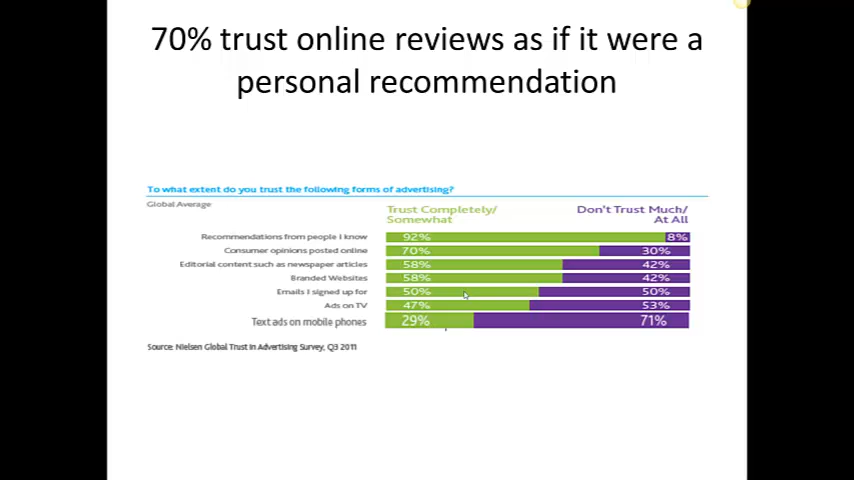 70% trust online reviews as if it were a
personal recommendation
To what extent do you trust the following forms of advertising?
Global Average
Trust Completely/
Somewhat
Don't Trust Much/
At All
Recommendations from people I know 92% 8%
Consumer opinions posted online 70% 30%
Editorial content such as newspaper articles 58% 42%
Branded Websites 58% 42%
Emails I signed up for 50% 50%
Ads on TV 47% 53%
Text ads on mobile phones 29% 71%
Source: Nielsen Global Trust in Advertising Survey, Q3 2011